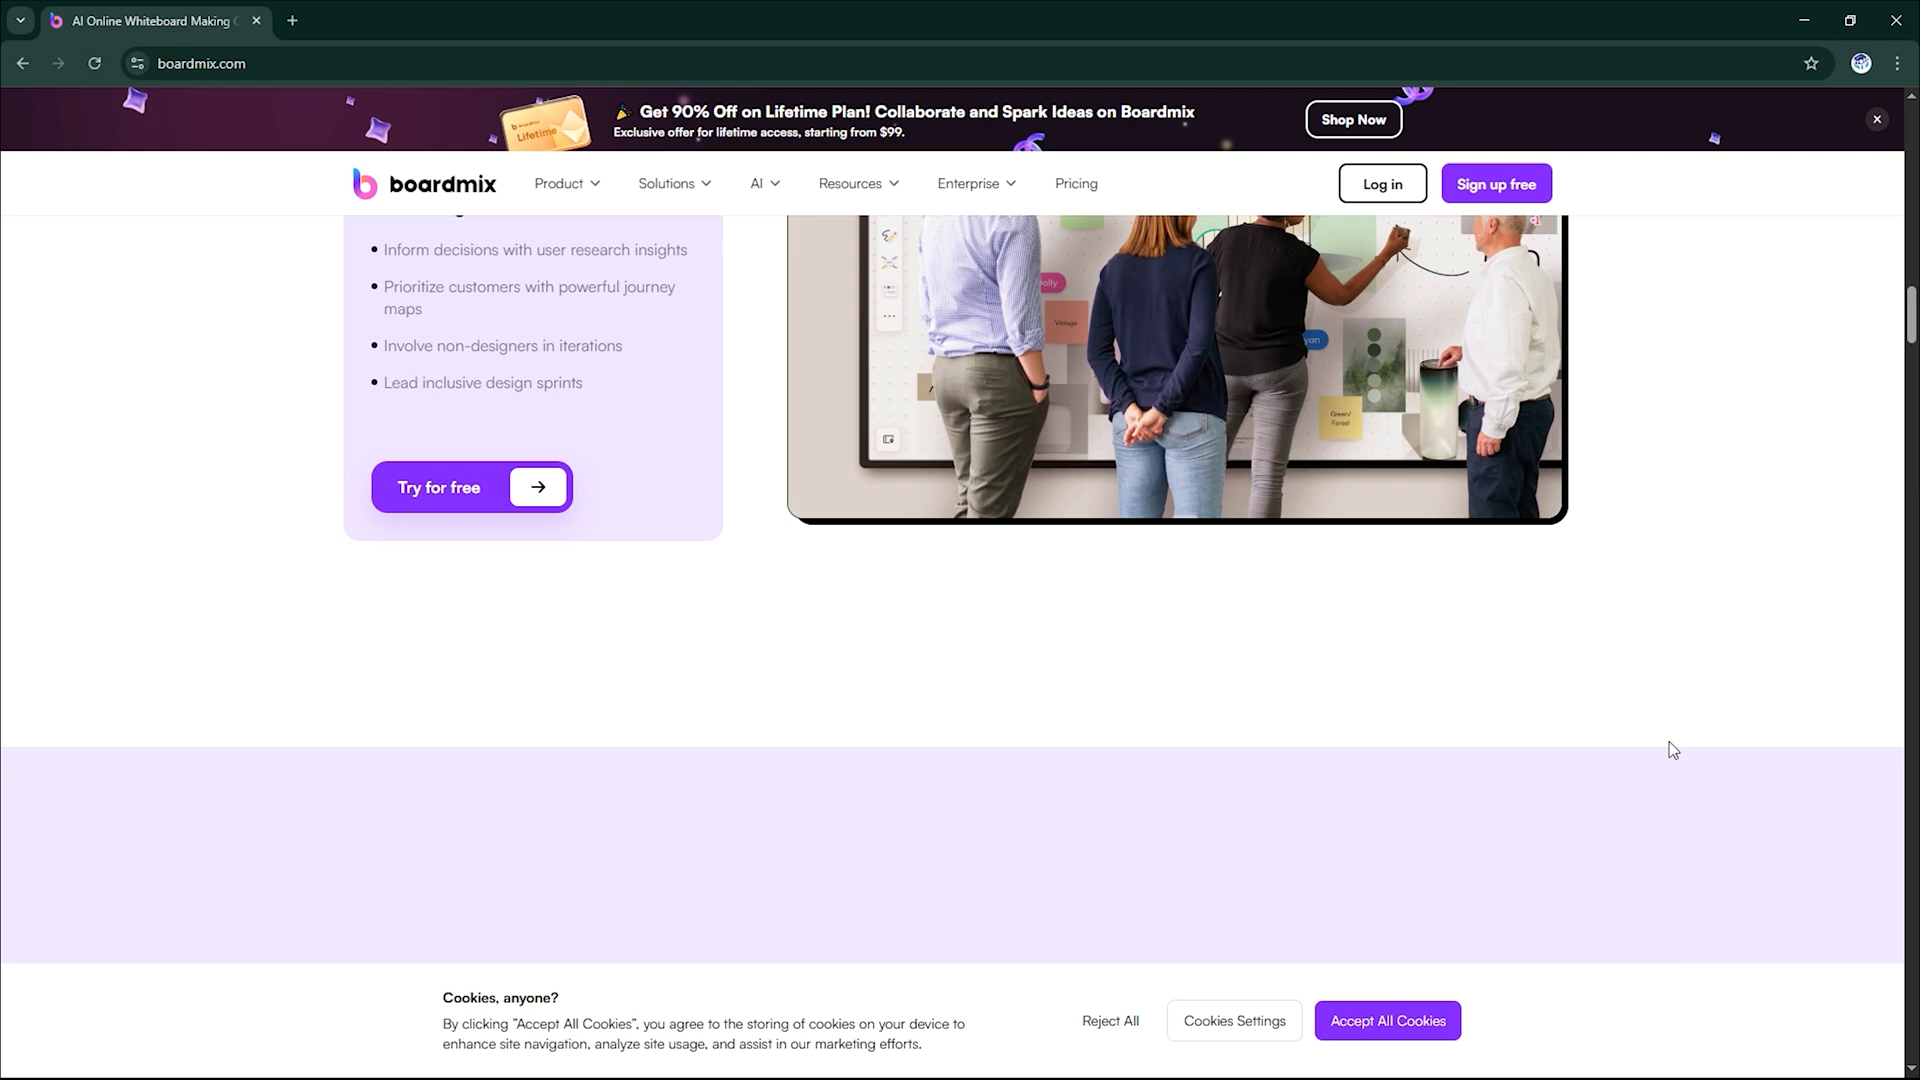 AI Online Whiteboard Making
boardmix.com
Get 90% Off on Lifetime Plan! Collaborate and Spark Ideas on Boardmix
Exclusive offer for lifetime access, starting from $99.
Lifetime
Shop Now
boardmix
Product
Solutions
AI
Resources
Enterprise
Pricing
Log in
Sign up free
Inform decisions with user research insights
Prioritize customers with powerful journey
maps
Involve non-designers in iterations
Lead inclusive design sprints
Try for free
Vintage
Green/
Forest
Cookies, anyone?
By clicking "Accept All Cookies", you agree to the storing of cookies on your device to
enhance site navigation, analyze site usage, and assist in our marketing efforts.
Reject All
Cookies Settings
Accept All Cookies